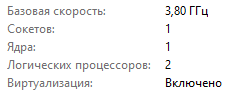 Базовая скорость: 3,80 ГГц
Сокетов: 1
Ядра: 1
Логических процессоров: 2
Виртуализация: Включено